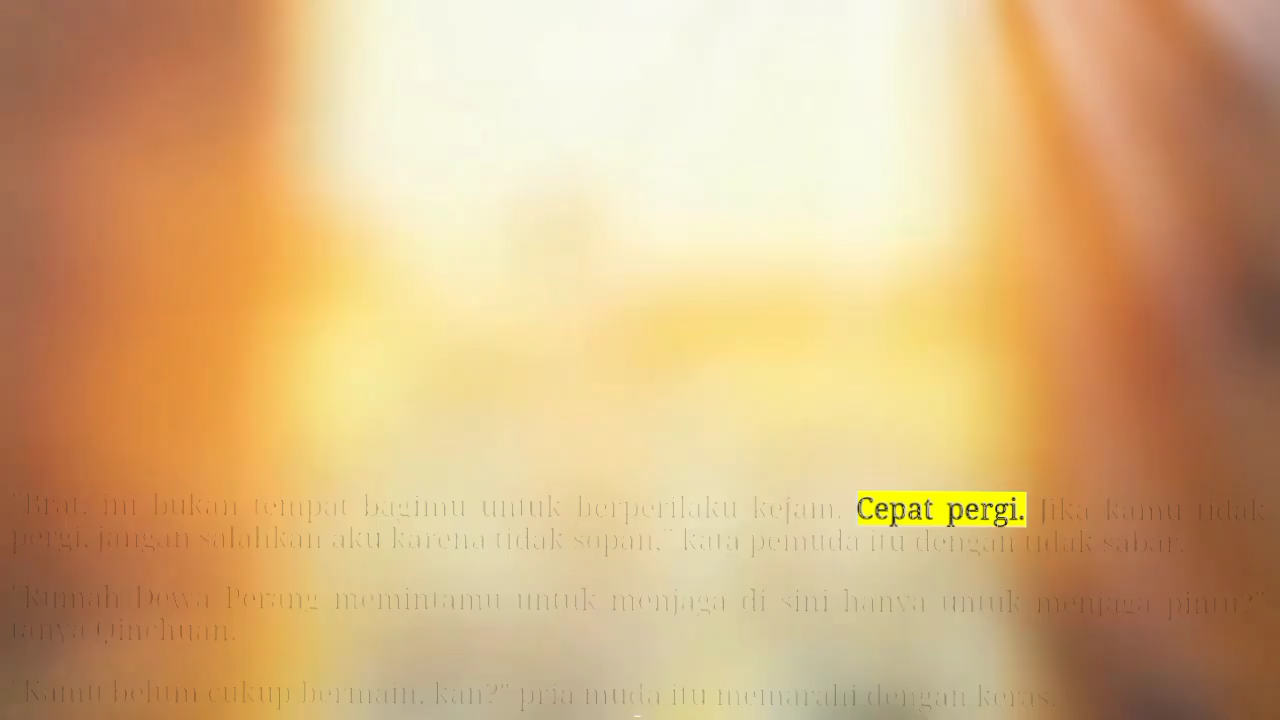 "Brat, ini bukan tempat bagimu untuk berperilaku kejam. Cepat pergi. Jika kamu tidak
pergi, jangan salahkan aku karena tidak sopan," kata pemuda itu dengan tidak sabar.
"Rumah Dewa Perang memintamu untuk menjaga di sini hanya untuk menjaga pintu?"
tanya Qinchuan.
"Kamu belum cukup bermain, kan?" pria muda itu memarahi dengan keras.